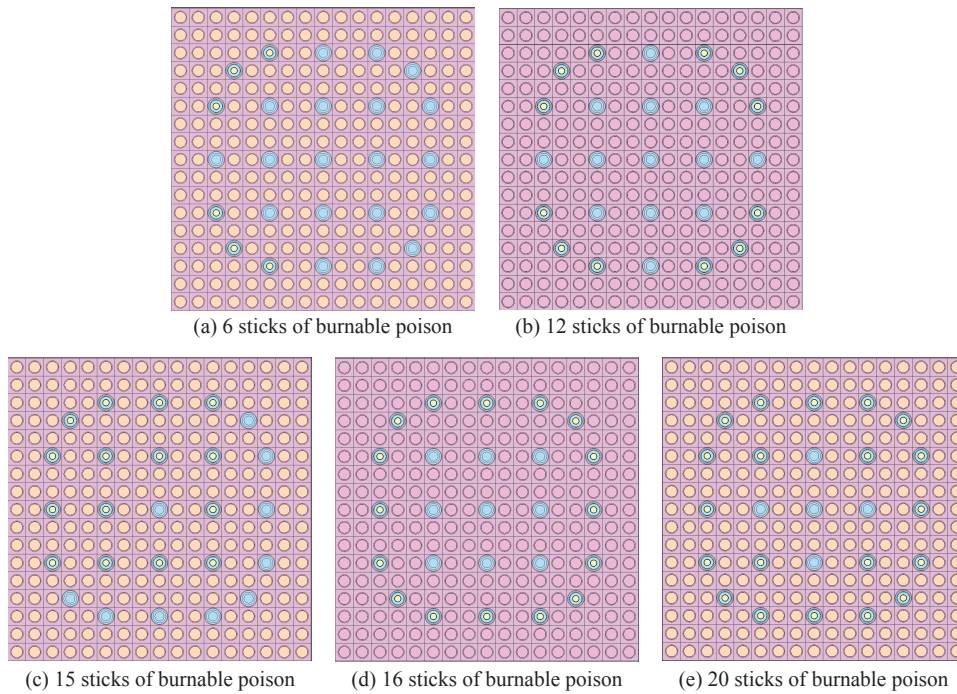 (a) 6 sticks of burnable poison
(b) 12 sticks of burnable poison
(c) 15 sticks of burnable poison
(d) 16 sticks of burnable poison
(e) 20 sticks of burnable poison